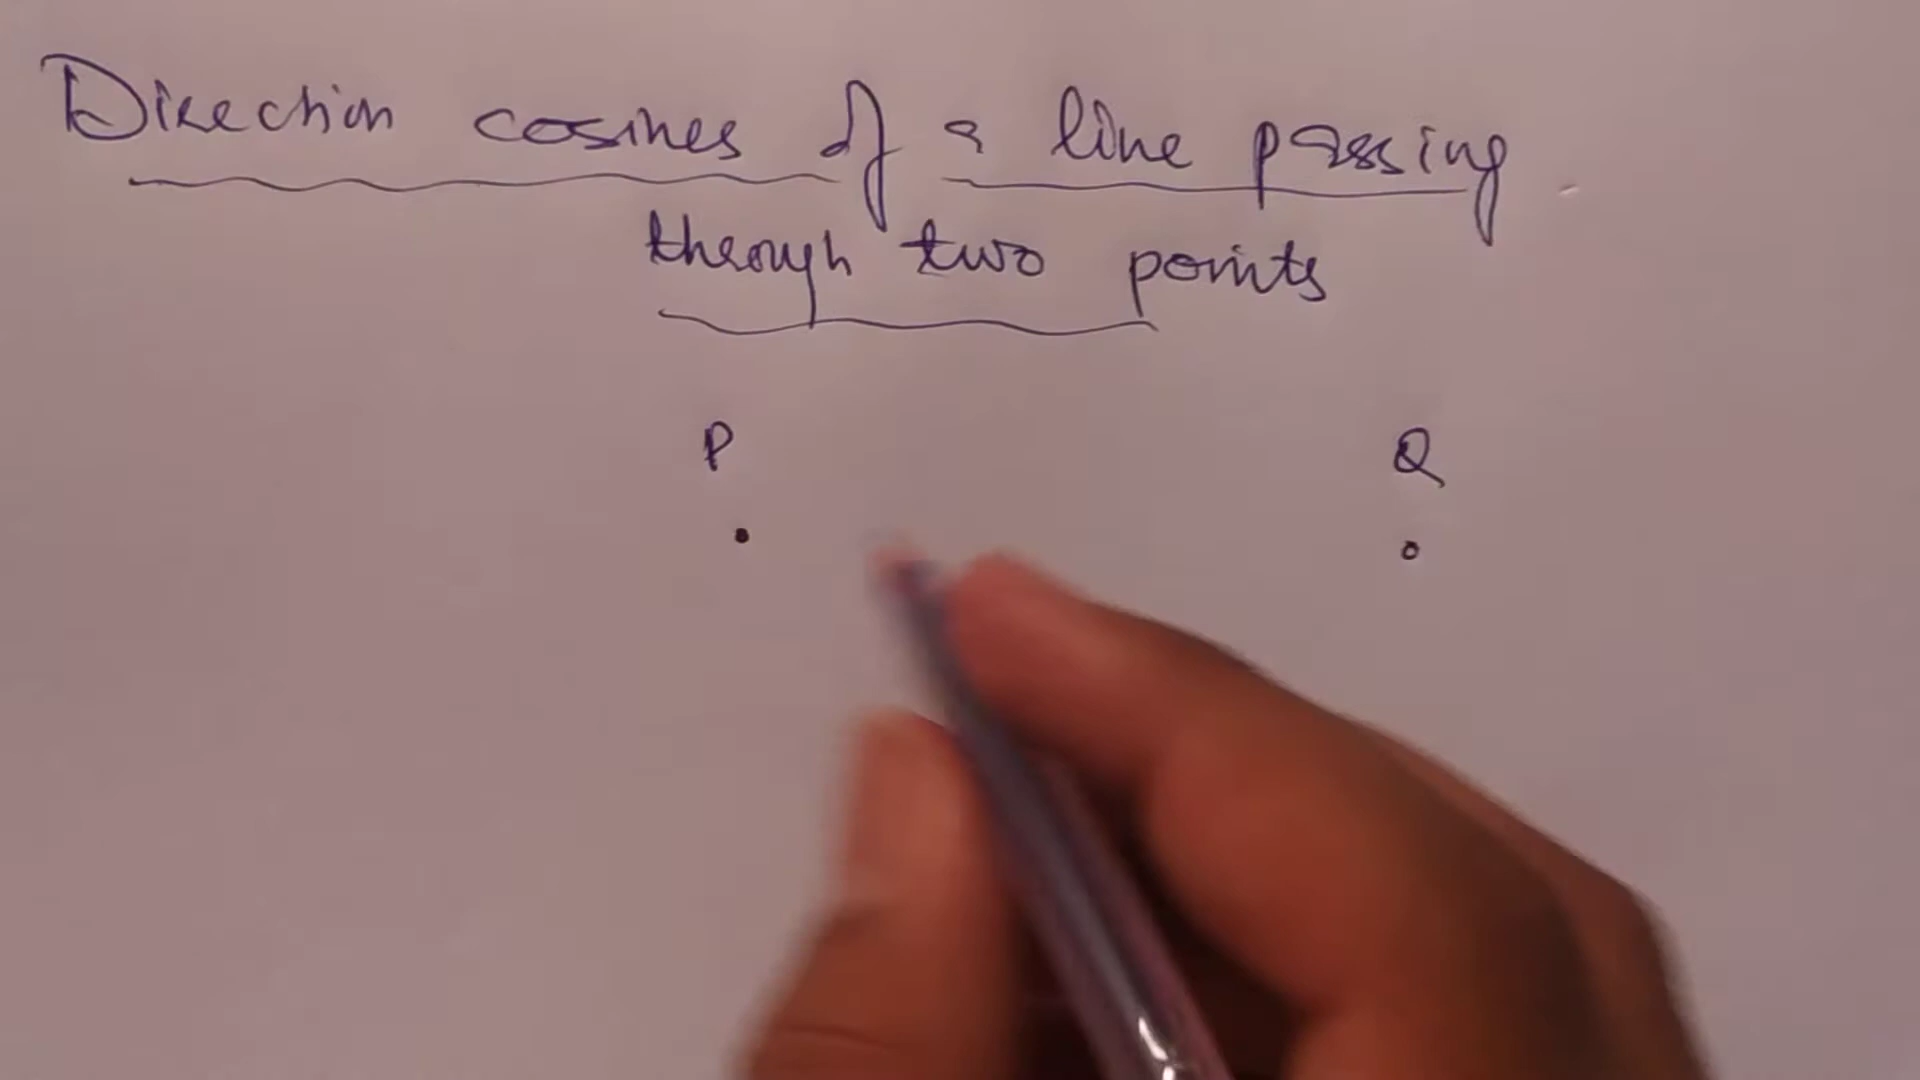 Direction cosines of a line passing
through two points
P Q